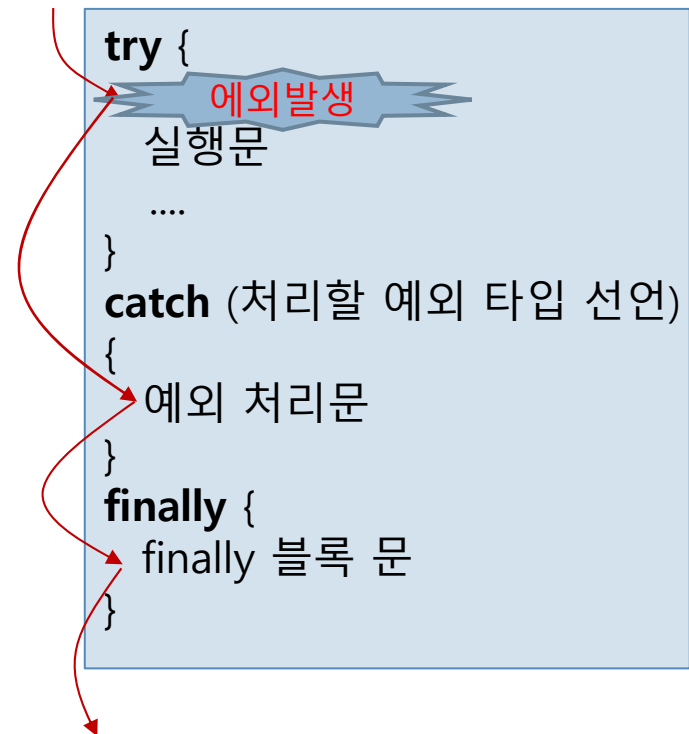 try {
에외발생
실행문
....
}
catch (처리할 예외 타입 선언)
{
예외 처리문
}
finally {
finally 블록 문
}